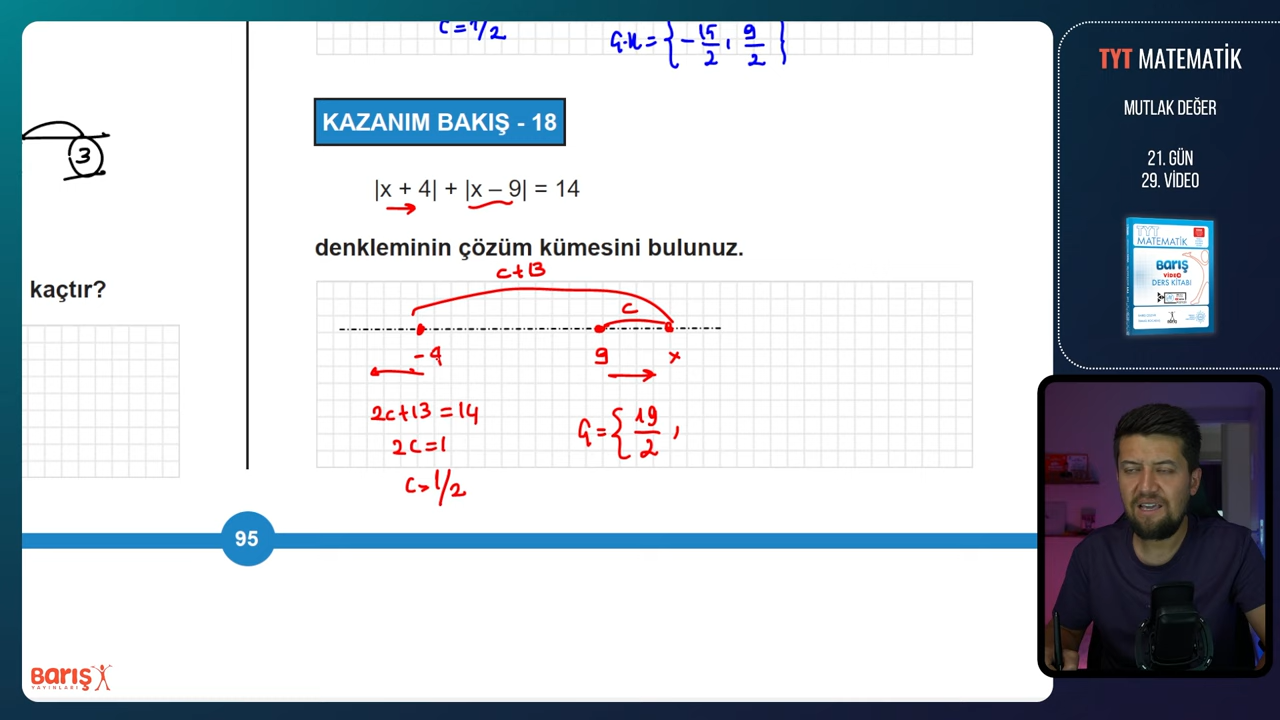 c=1/2
Ç.K = { -15/2 , 9/2 }
3
KAZANIM BAKIŞ - 18
|x + 4| + |x – 9| = 14
denkleminin çözüm kümesini bulunuz.
c+13
c
-4
9
x
2c+13 = 14
2c=1
c=1/2
Ç = { 19/2 ,
kaçtır?
95
BARIŞ
YAYINLARI
TYT MATEMATİK
MUTLAK DEĞER
21. GÜN
29. VİDEO
TYT
MATEMATİK
BARIŞ
VİDEO
DERS KİTABI